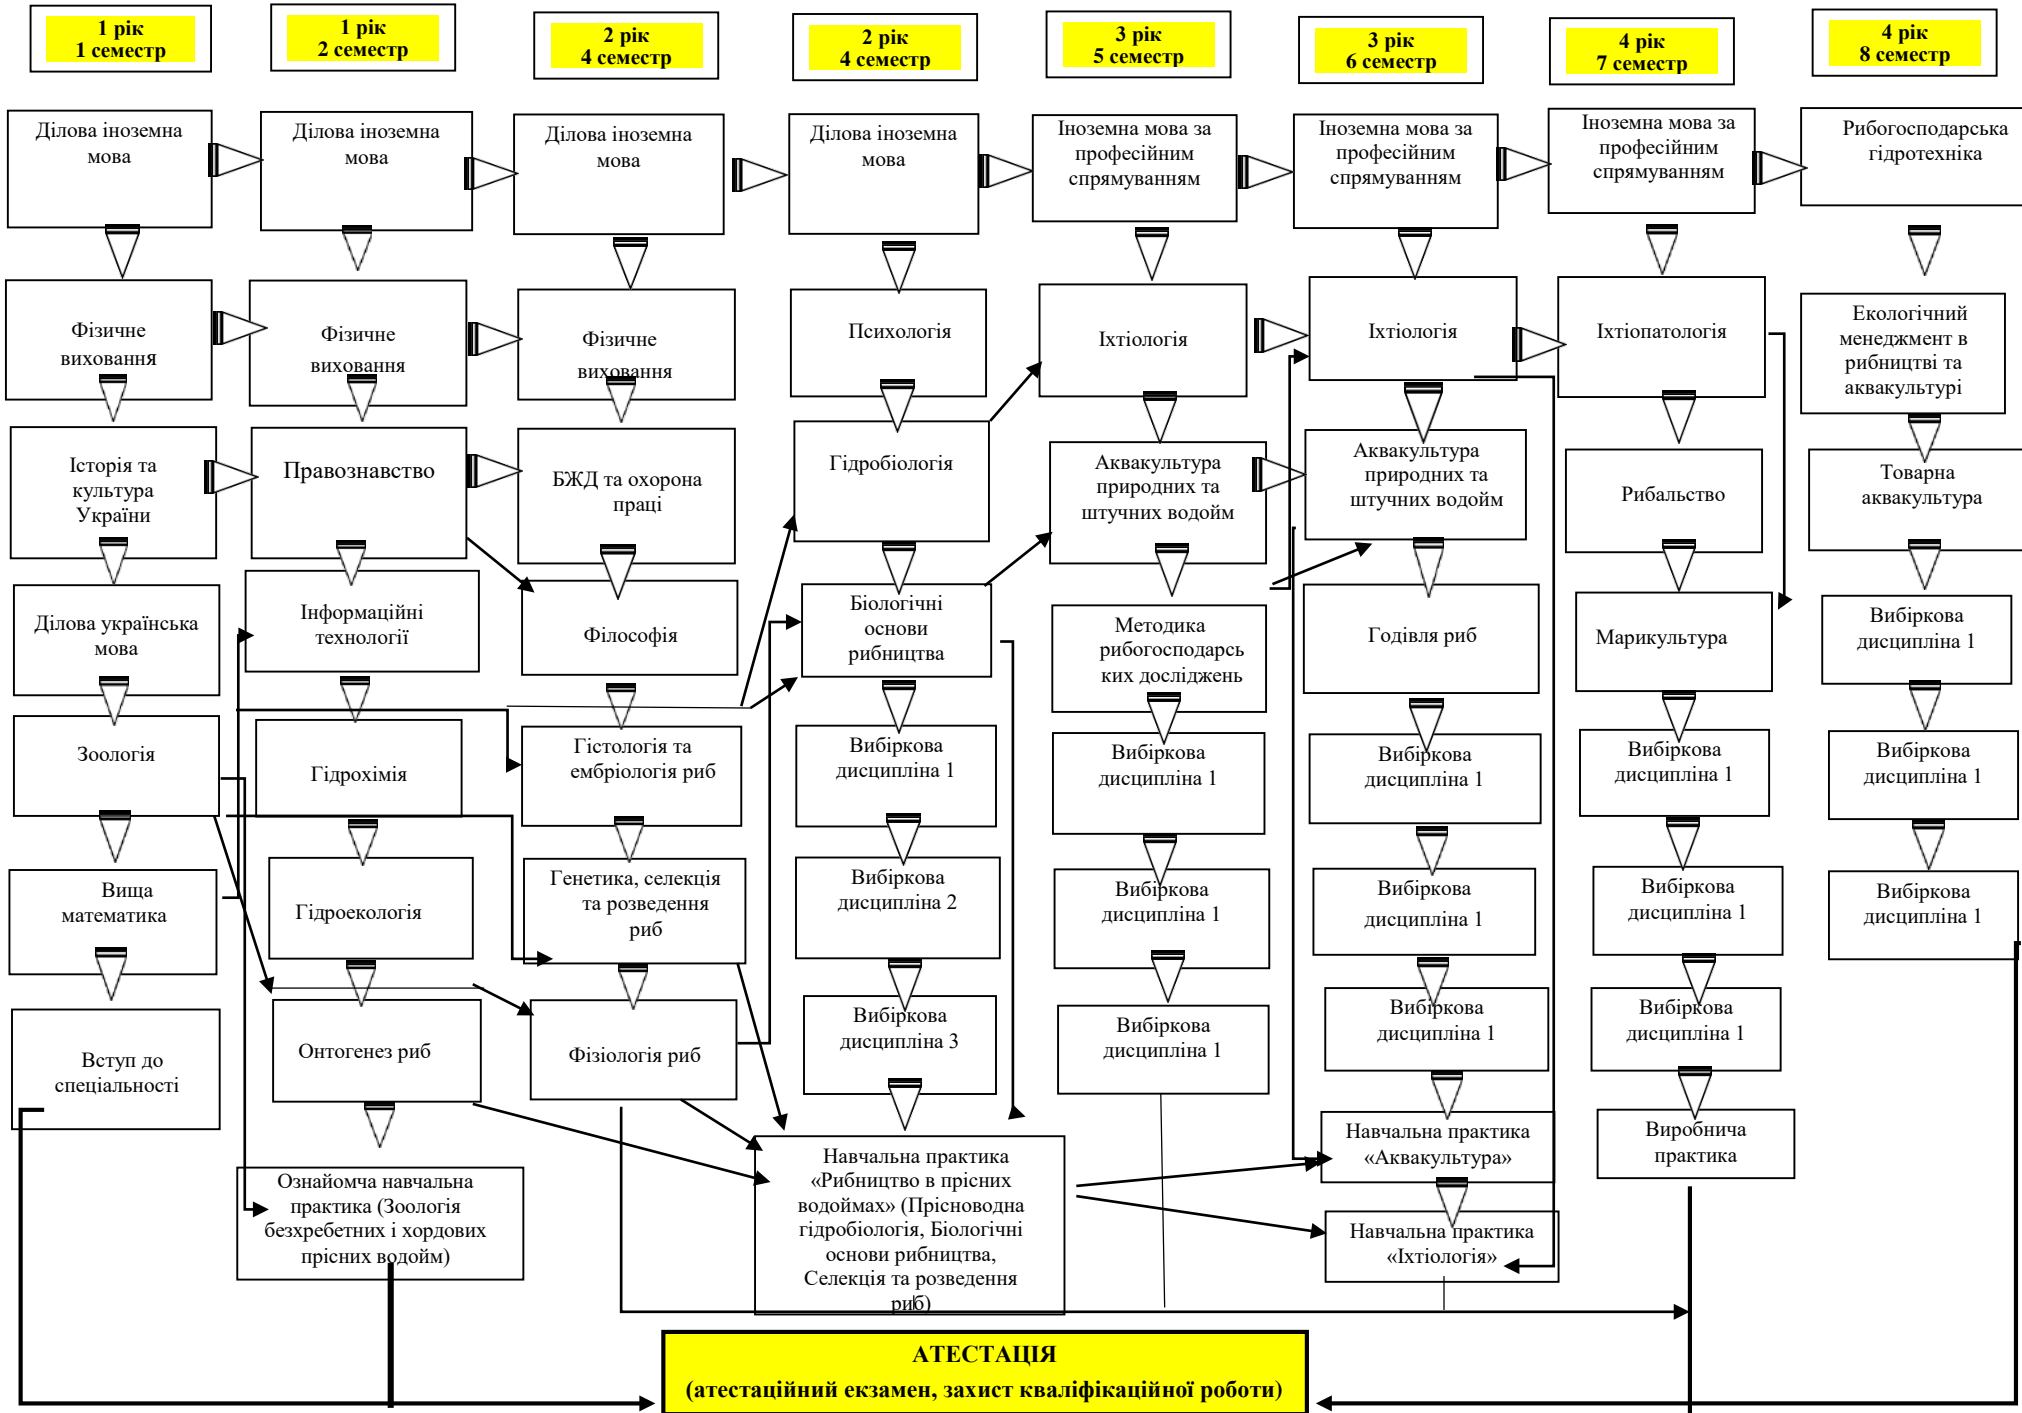 1 рік
1 семестр
1 рік
2 семестр
2 рік
4 семестр
2 рік
4 семестр
3 рік
5 семестр
3 рік
6 семестр
4 рік
7 семестр
4 рік
8 семестр
Ділова іноземна
мова
Фізичне
виховання
Історія та
культура
України
Ділова українська
мова
Зоологія
Вища
математика
Вступ до
спеціальності
Ділова іноземна
мова
Фізичне
виховання
Правознавство
Інформаційні
технології
Гідрохімія
Гідроекологія
Онтогенез риб
Ознайомча навчальна
практика (Зоологія
безхребетних і хордових
прісних водойм)
Ділова іноземна
мова
Фізичне
виховання
БЖД та охорона
праці
Філософія
Гістологія та
ембріологія риб
Генетика, селекція
та розведення
риб
Фізіологія риб
Ділова іноземна
мова
Психологія
Гідробіологія
Біологічні
основи
рибництва
Вибіркова
дисципліна 1
Вибіркова
дисципліна 2
Вибіркова
дисципліна 3
Навчальна практика
«Рибництво в прісних
водоймах» (Прісноводна
гідробіологія, Біологічні
основи рибництва,
Селекція та розведення
риб)
Іноземна мова за
професійним
спрямуванням
Іхтіологія
Аквакультура
природних та
штучних водойм
Методика
рибогосподарсь
ких досліджень
Вибіркова
дисципліна 1
Вибіркова
дисципліна 1
Вибіркова
дисципліна 1
Іноземна мова за
професійним
спрямуванням
Іхтіологія
Аквакультура
природних та
штучних водойм
Годівля риб
Вибіркова
дисципліна 1
Вибіркова
дисципліна 1
Вибіркова
дисципліна 1
Навчальна практика
«Аквакультура»
Навчальна практика
«Іхтіологія»
Іноземна мова за
професійним
спрямуванням
Іхтіопатологія
Рибальство
Марикультура
Вибіркова
дисципліна 1
Вибіркова
дисципліна 1
Вибіркова
дисципліна 1
Виробнича
практика
Рибогосподарська
гідротехніка
Екологічний
менеджмент в
рибництві та
аквакультурі
Товарна
аквакультура
Вибіркова
дисципліна 1
Вибіркова
дисципліна 1
Вибіркова
дисципліна 1
АТЕСТАЦІЯ
(атестаційний екзамен, захист кваліфікаційної роботи)